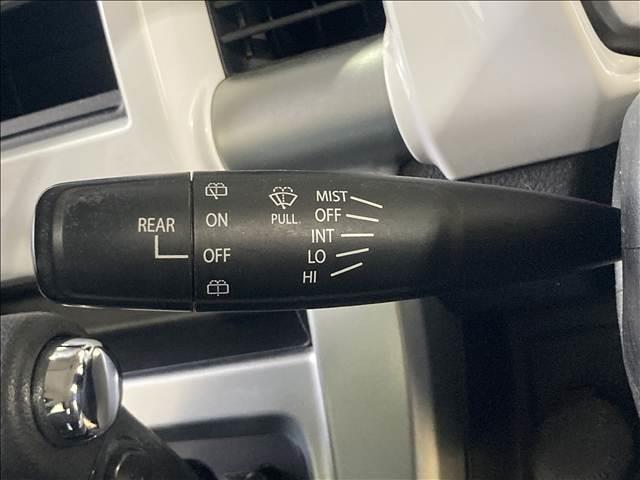 REAR
ON
OFF
PULL
MIST
OFF
INT
LO
HI